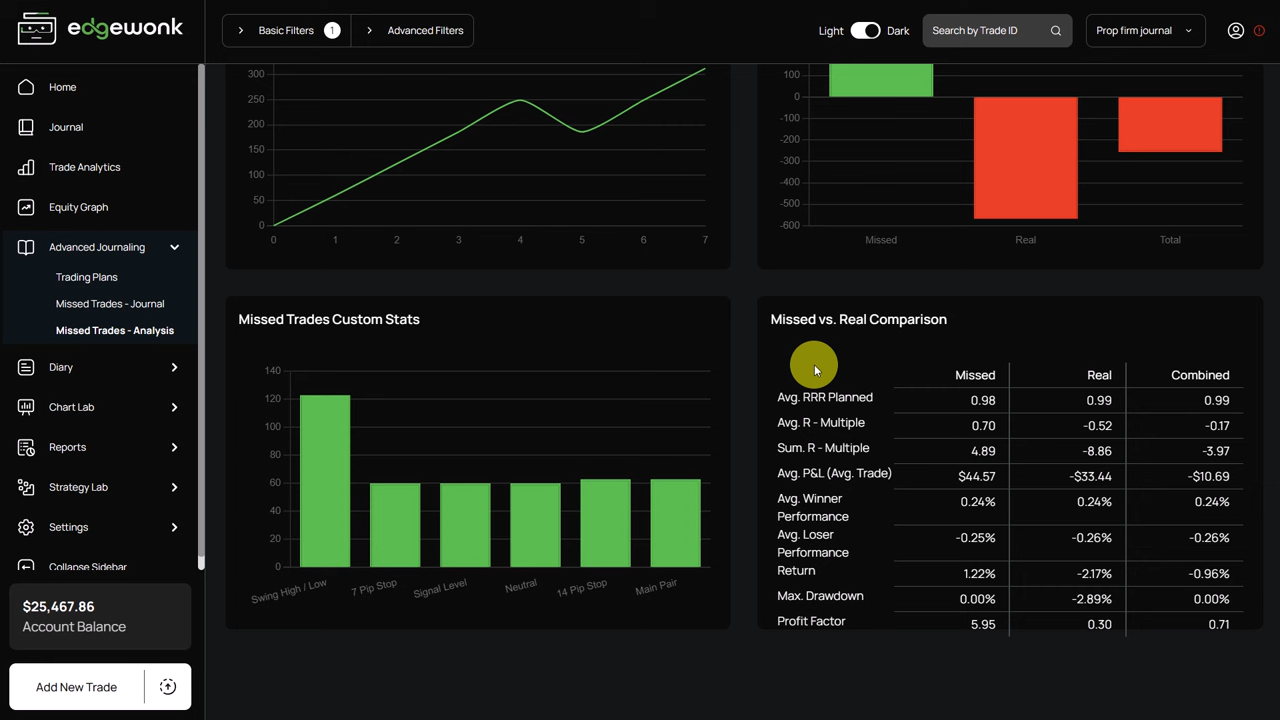 edgewonk
Basic Filters 1
Advanced Filters
Light Dark
Search by Trade ID
Prop firm journal
Home
Journal
Trade Analytics
Equity Graph
Advanced Journaling
Trading Plans
Missed Trades - Journal
Missed Trades - Analysis
Diary
Chart Lab
Reports
Strategy Lab
Settings
Collapse Sidebar
$25,467.86
Account Balance
Add New Trade
300
250
200
150
100
50
0
0 1 2 3 4 5 6 7
100
0
-100
-200
-300
-400
-500
-600
Missed Real Total
Missed Trades Custom Stats
140
120
100
80
60
40
20
0
Swing High / Low 7 Pip Stop Signal Level Neutral 14 Pip Stop Main Pair
Missed vs. Real Comparison
Missed Real Combined
Avg. RRR Planned 0.98 0.99 0.99
Avg. R - Multiple 0.70 -0.52 -0.17
Sum. R - Multiple 4.89 -8.86 -3.97
Avg. P&L (Avg. Trade) $44.57 -$33.44 -$10.69
Avg. Winner
Performance 0.24% 0.24% 0.24%
Avg. Loser
Performance -0.25% -0.26% -0.26%
Return 1.22% -2.17% -0.96%
Max. Drawdown 0.00% -2.89% 0.00%
Profit Factor 5.95 0.30 0.71